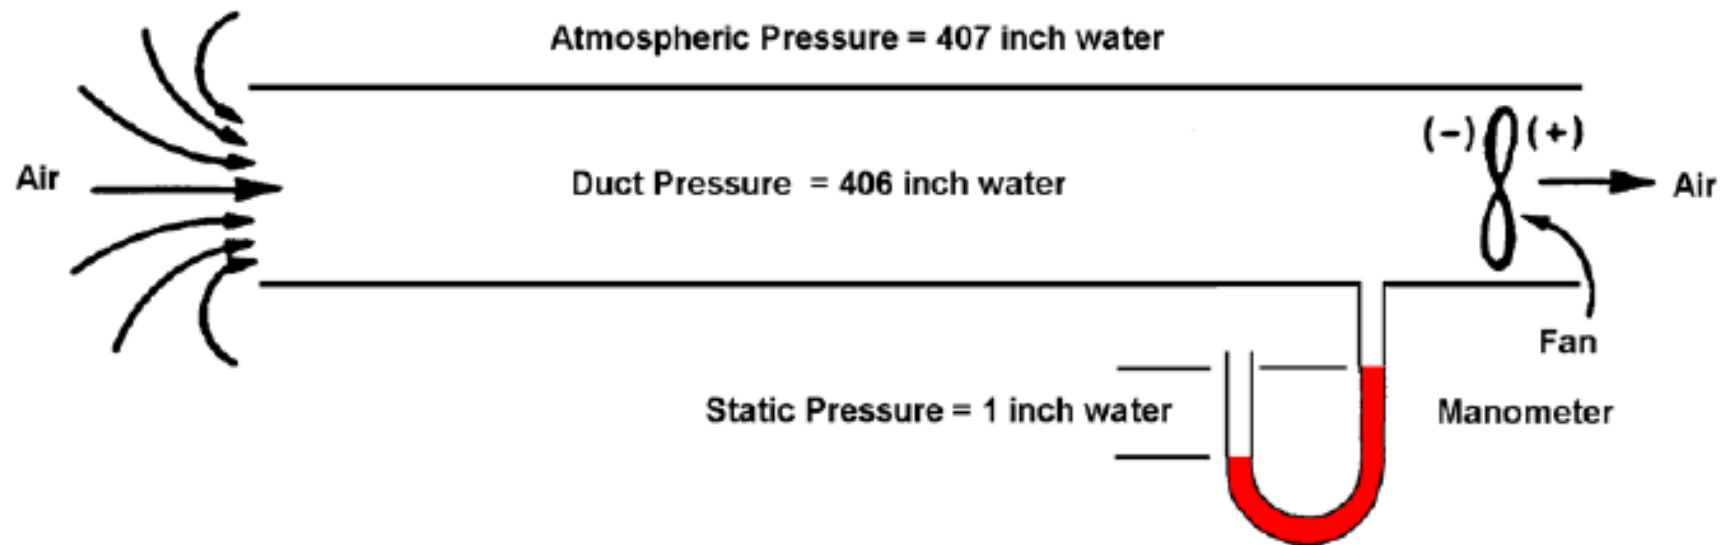 Atmospheric Pressure = 407 inch water
(-) (+)
Air
Duct Pressure = 406 inch water
Air
Fan
Static Pressure = 1 inch water
Manometer